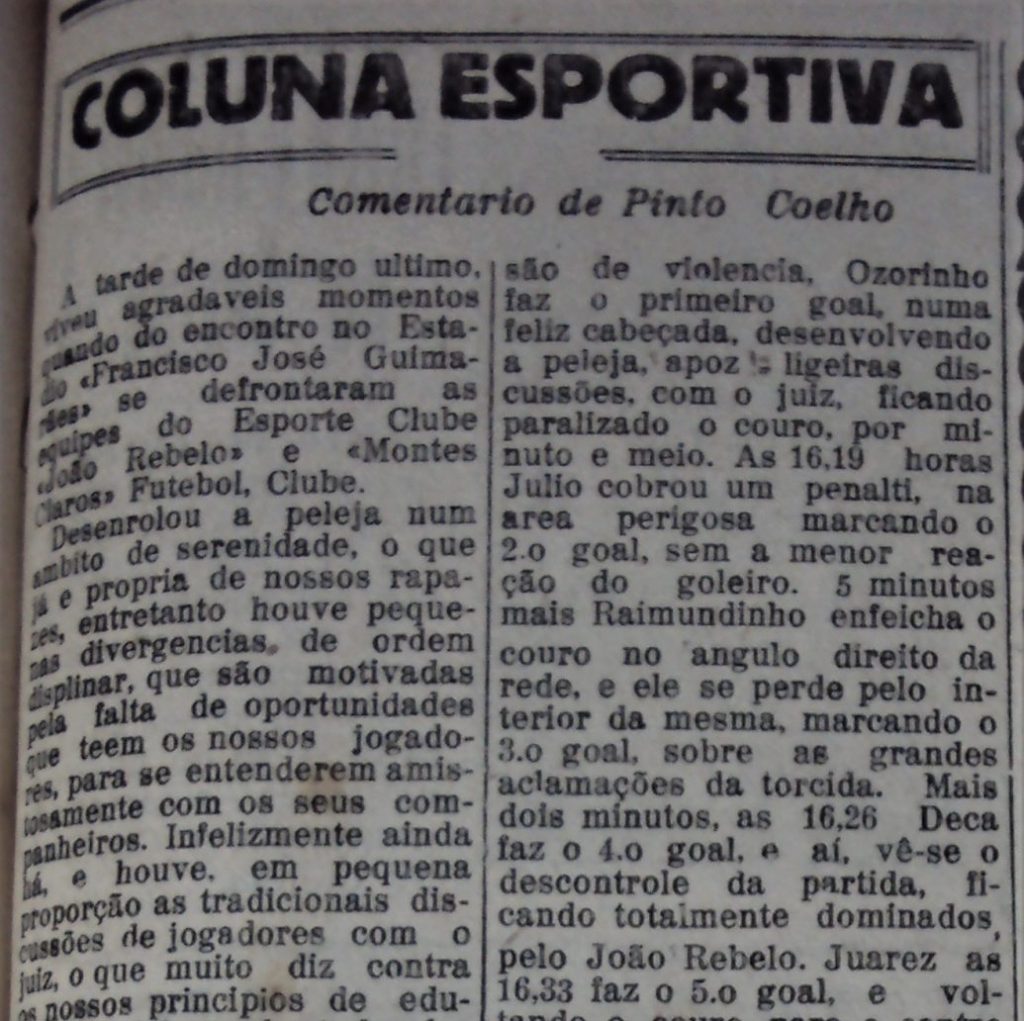 COLUNA ESPORTIVA
Comentario de Pinto Coelho
A tarde de domingo ultimo,
viveu agradaveis momentos
quando do encontro no Esta-
dio «Francisco José Guima-
rães» se defrontaram as
equipes do Esporte Clube
«João Rebelo» e «Montes
Claros» Futebol, Clube.
Desenrolou a peleja num
ambito de serenidade, o que
já e propria de nossos rapa-
zes, entretanto houve peque-
nas divergencias, de ordem
displinar, que são motivadas
pela falta de oportunidades
que teem os nossos jogado-
res, para se entenderem amis-
tosamente com os seus com-
panheiros. Infelizmente ainda
há, e houve, em pequena
proporção as tradicionais dis-
cussões de jogadores com o
juiz, o que muito diz contra
os nossos principios de edu-
são de violencia, Ozorinho
faz o primeiro goal, numa
feliz cabeçada, desenvolvendo
a peleja, apoz ligeiras dis-
cussões, com o juiz, ficando
paralizado o couro, por mi-
nuto e meio. As 16,19 horas
Julio cobrou um penalti, na
area perigosa marcando o
2.o goal, sem a menor rea-
ção do goleiro. 5 minutos
mais Raimundinho enfeicha o
couro no angulo direito da
rede, e ele se perde pelo in-
terior da mesma, marcando o
3.o goal, sobre as grandes
aclamações da torcida. Mais
dois minutos, as 16,26 Deca
faz o 4.o goal, e aí, vê-se o
descontrole da partida, fi-
cando totalmente dominados,
pelo João Rebelo. Juarez as
16,33 faz o 5.o goal, e vol-
tando o couro para o centro